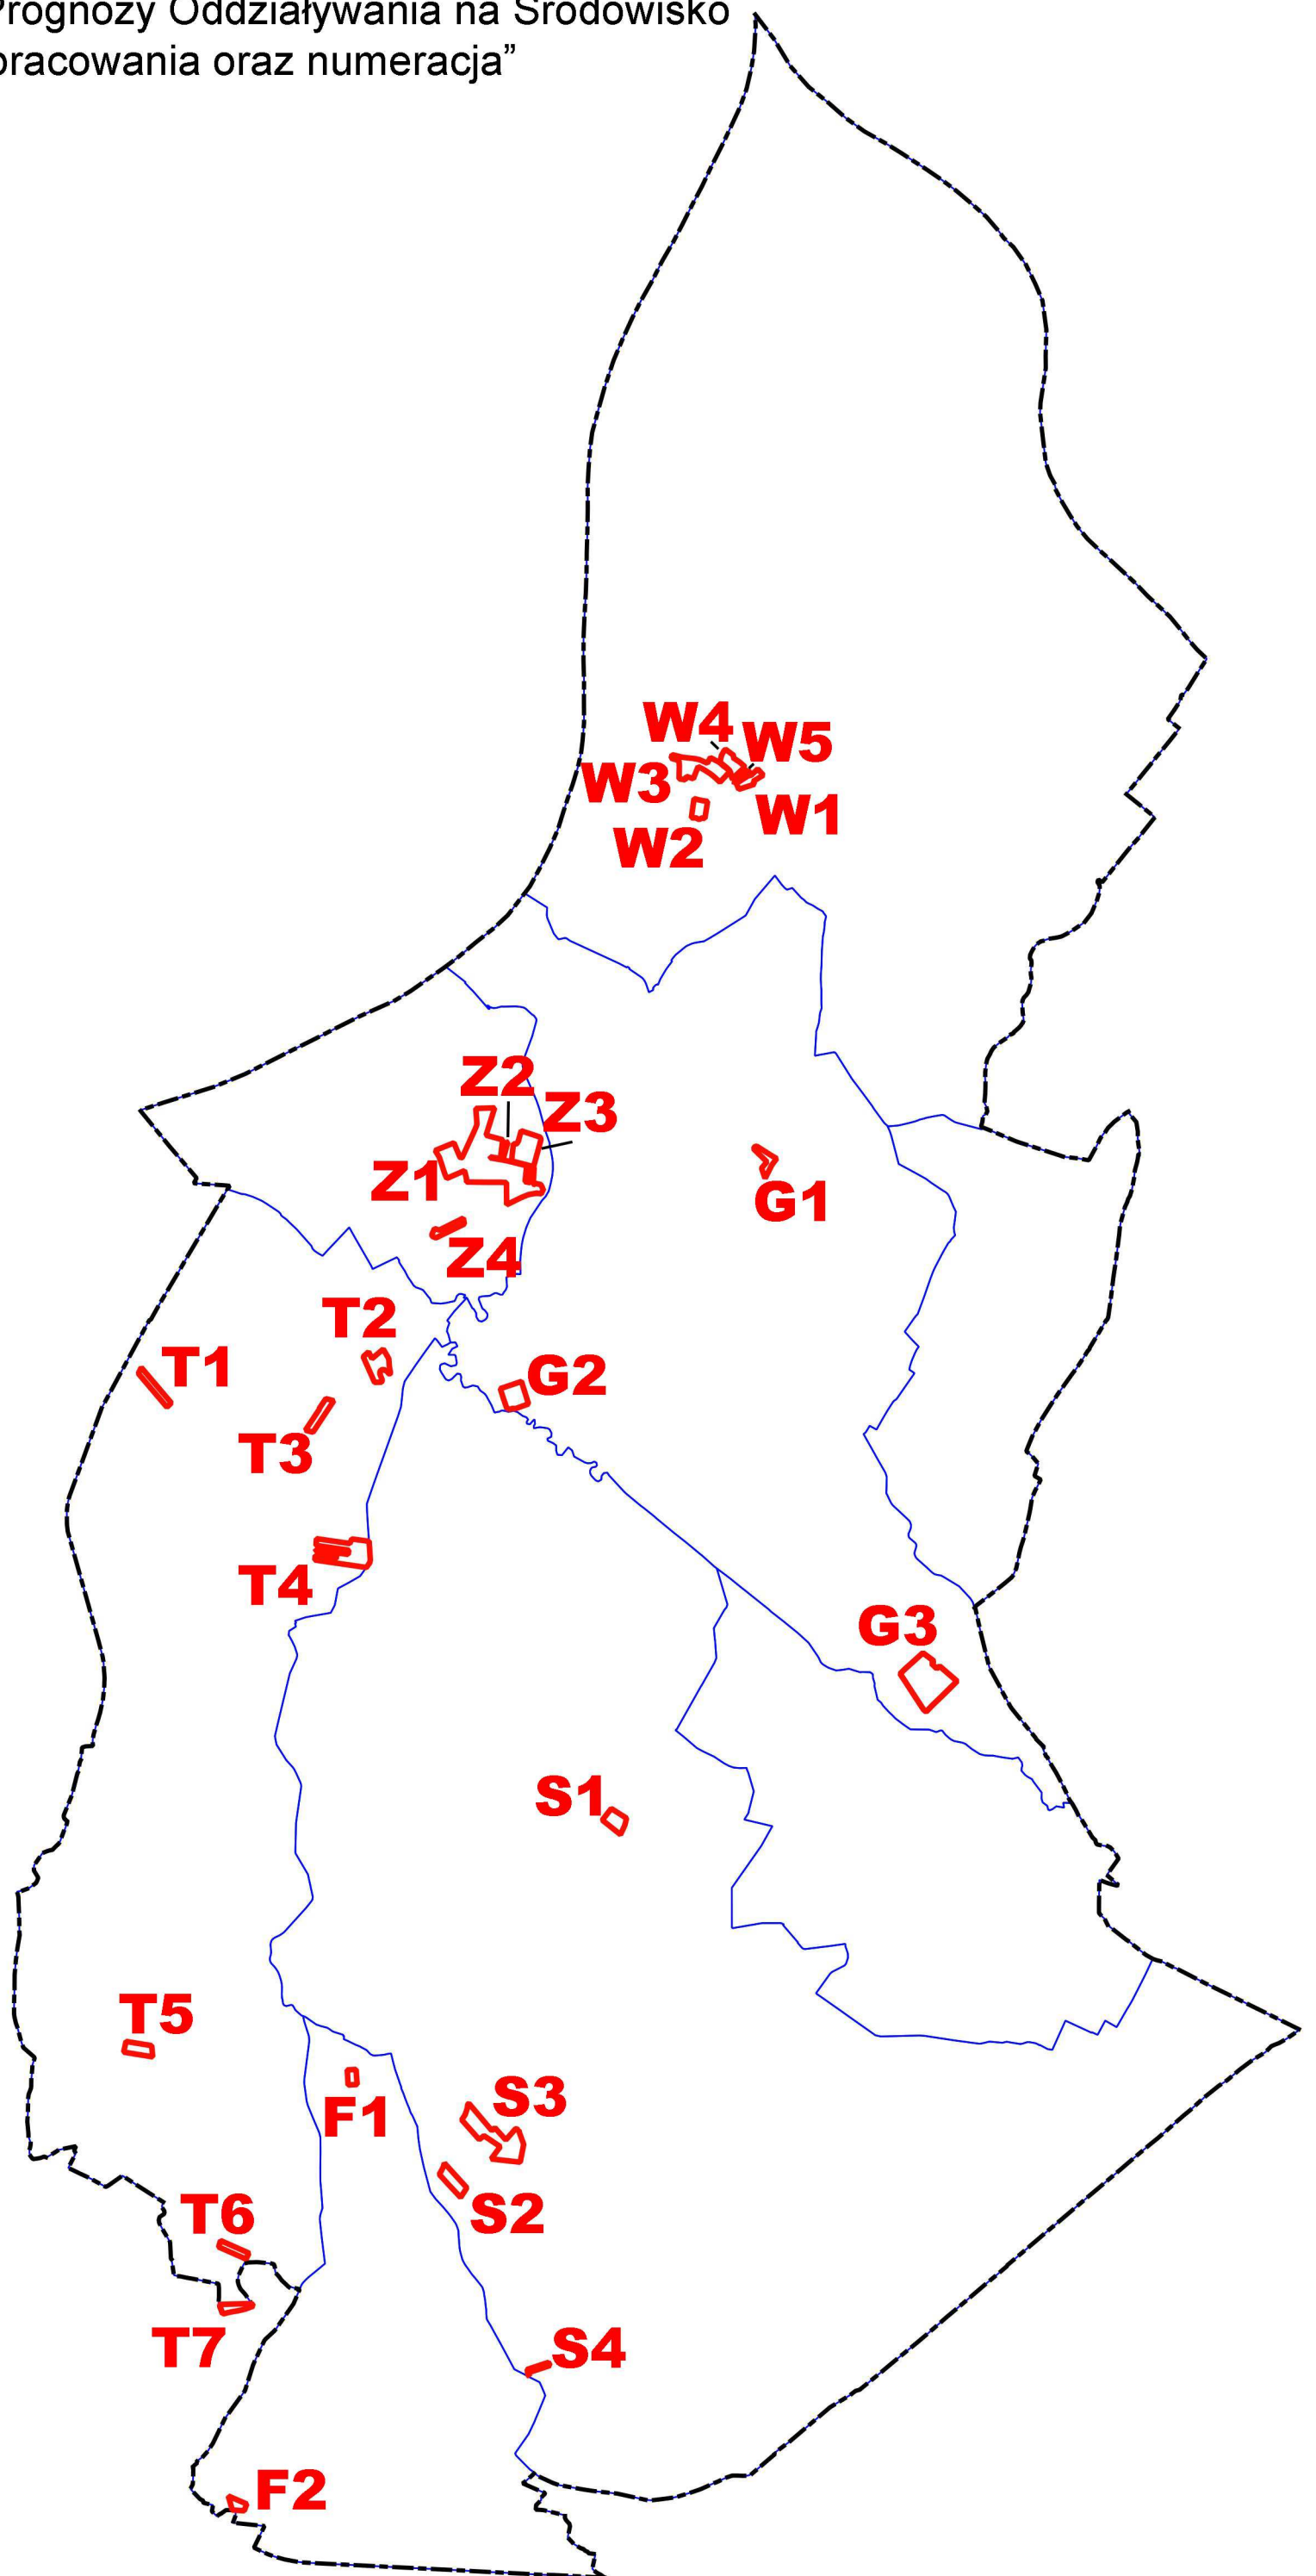 Prognozy Oddziaływania na Środowisko
pracowania oraz numeracja”
W4
W5
W3
W1
W2
Z2
Z3
Z1
G1
Z4
T2
T1
G2
T3
T4
G3
S1
T5
S3
F1
S2
T6
T7
S4
F2